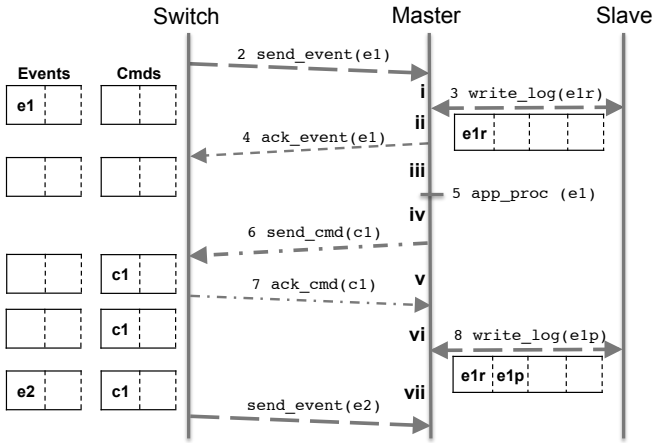 Switch Master Slave
2 send_event(e1)
Events Cmds
i 3 write_log(e1r)
e1
ii e1r
4 ack_event(e1)
iii
5 app_proc (e1)
iv
6 send_cmd(c1)
c1 v
7 ack_cmd(c1)
c1 vi 8 write_log(e1p)
e1r e1p
e2 c1 vii
send_event(e2)